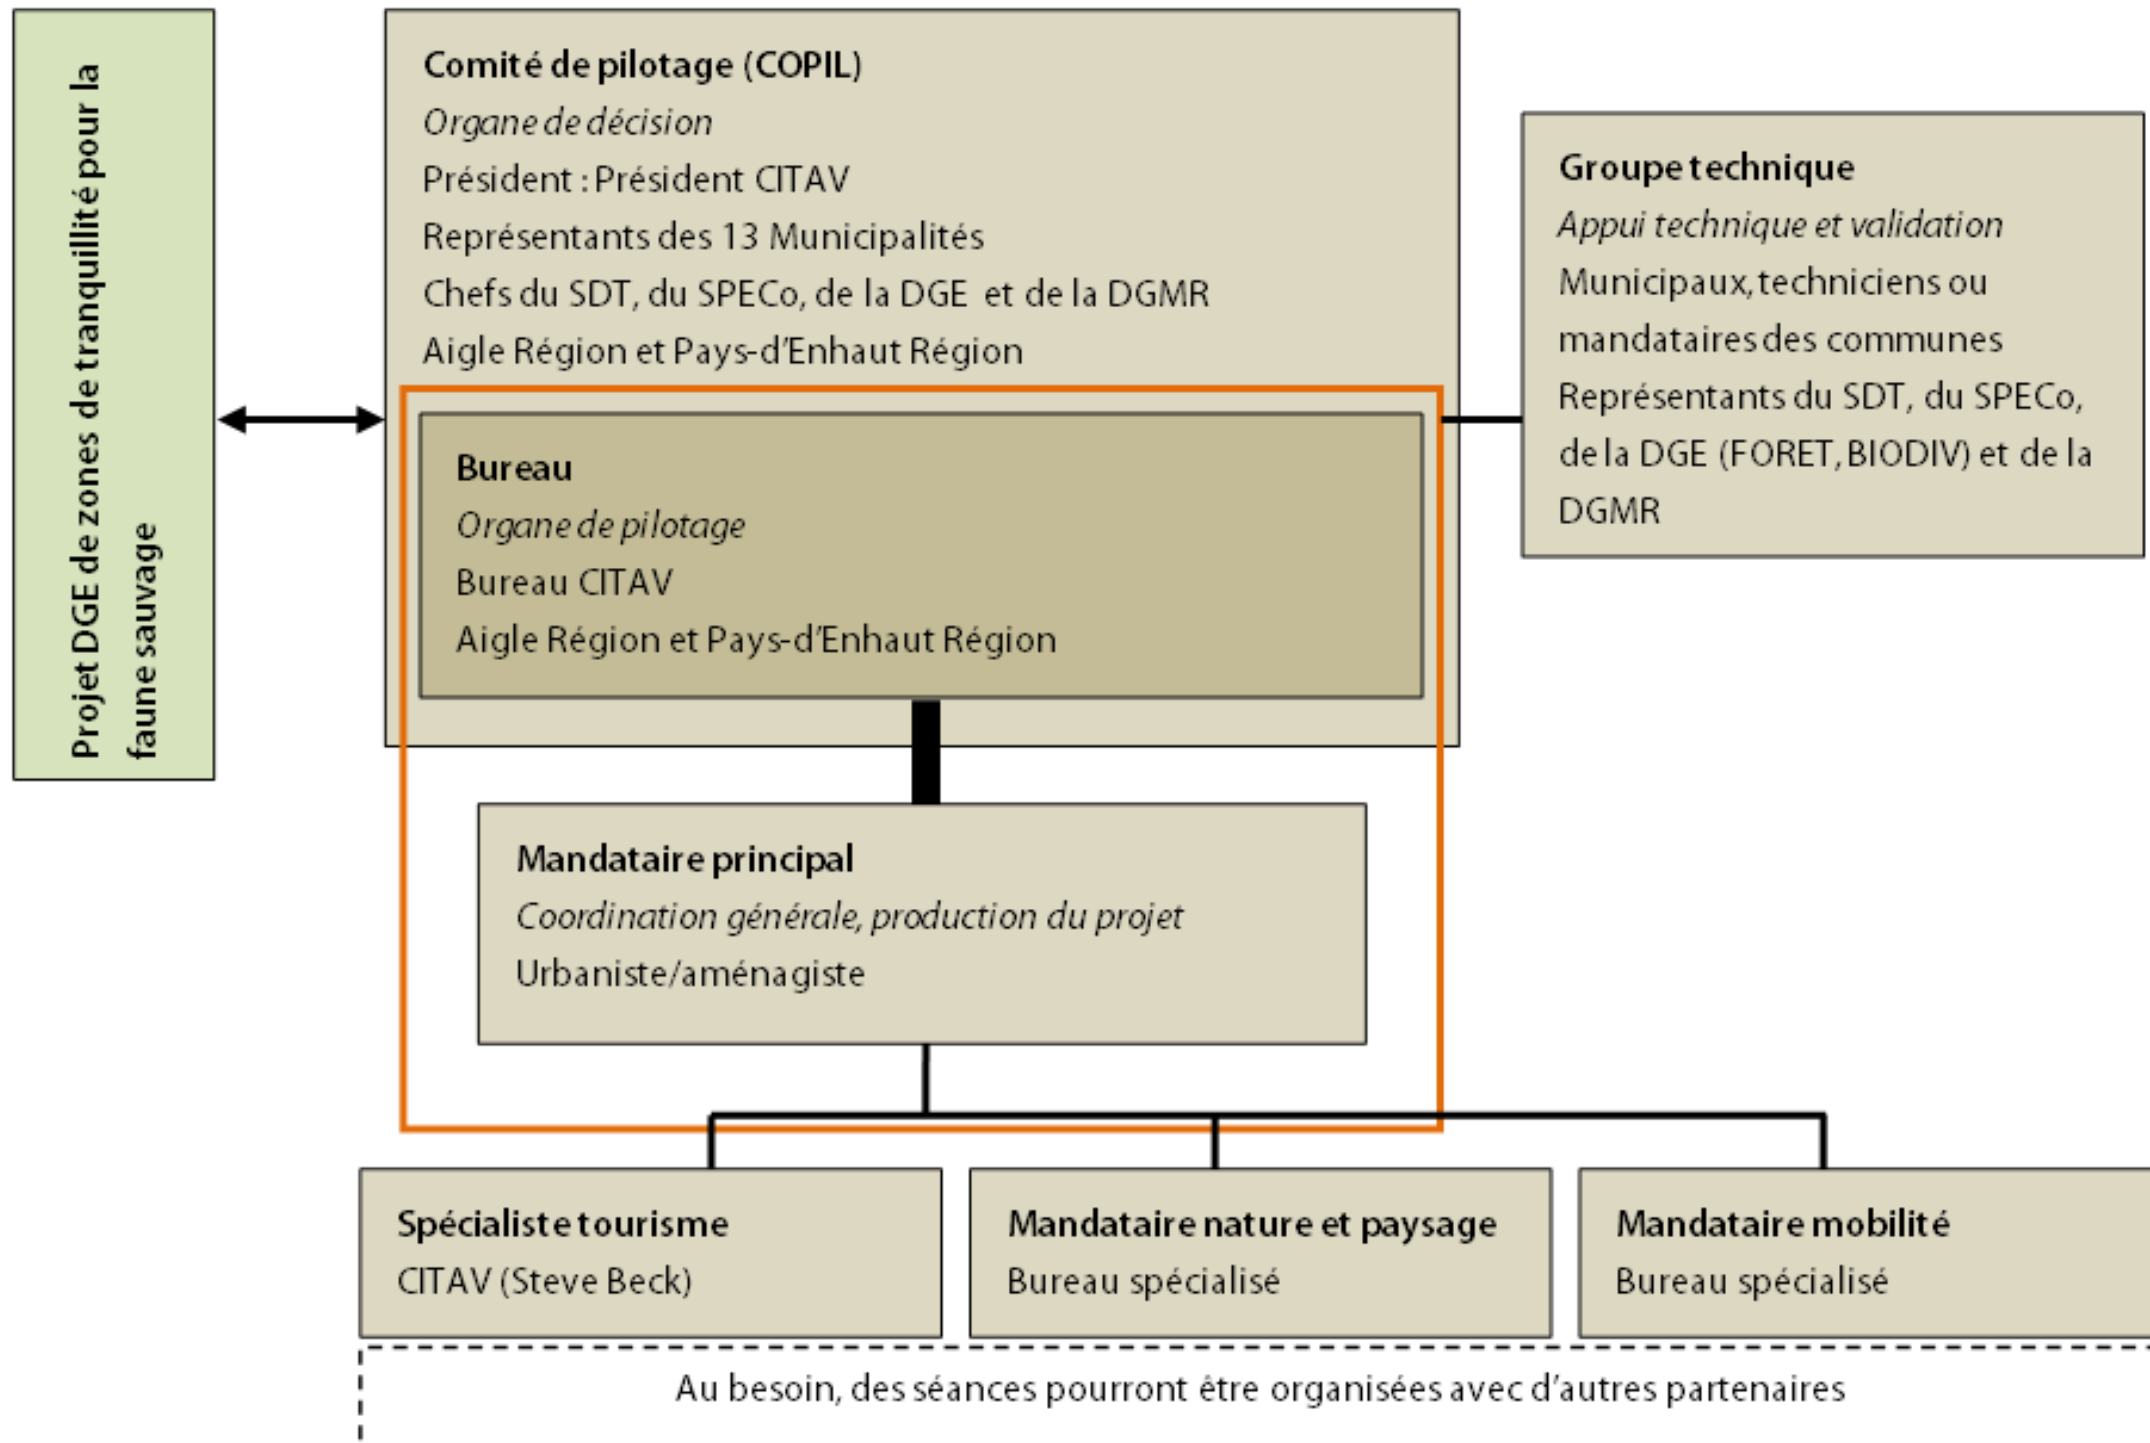 Projet DGE de zones de tranquillité pour la
faune sauvage
Comité de pilotage (COPIL)
Organe de décision
Président : Président CITAV
Représentants des 13 Municipalités
Chefs du SDT, du SPECo, de la DGE et de la DGMR
Aigle Région et Pays-d'Enhaut Région
Bureau
Organe de pilotage
Bureau CITAV
Aigle Région et Pays-d'Enhaut Région
Groupe technique
Appui technique et validation
Municipaux, techniciens ou
mandataires des communes
Représentants du SDT, du SPECo,
de la DGE (FORET, BIODIV) et de la
DGMR
Mandataire principal
Coordination générale, production du projet
Urbaniste/aménagiste
Spécialiste tourisme
CITAV (Steve Beck)
Mandataire nature et paysage
Bureau spécialisé
Mandataire mobilité
Bureau spécialisé
Au besoin, des séances pourront être organisées avec d'autres partenaires